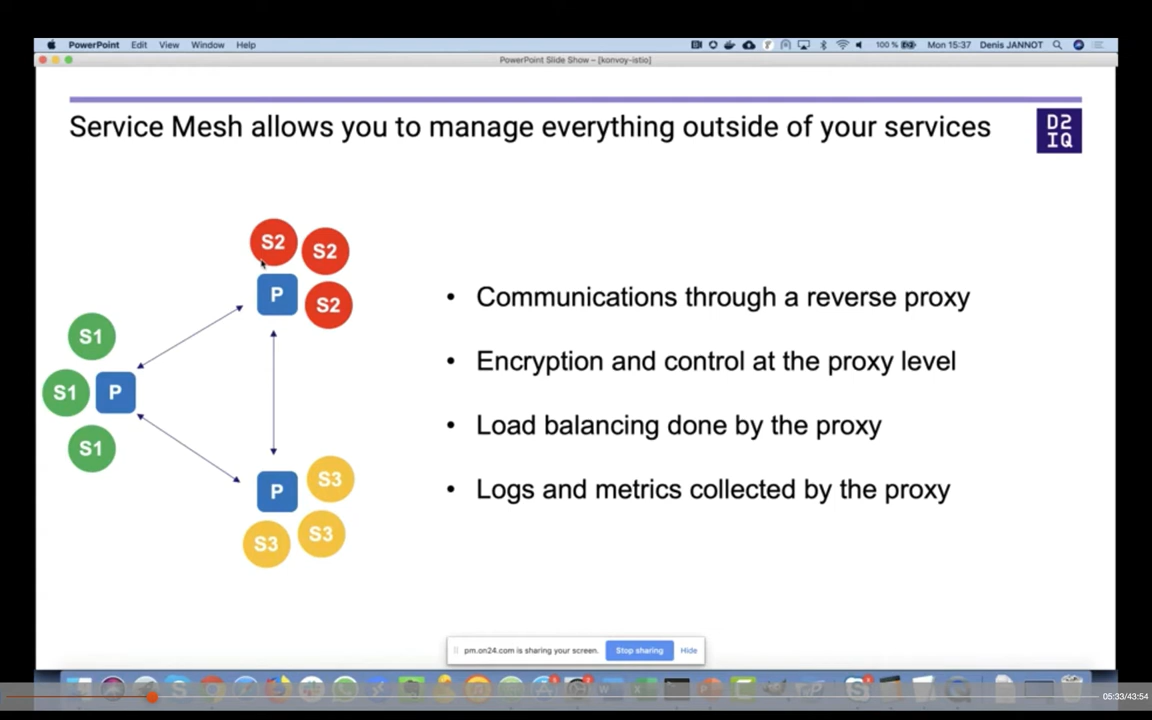 PowerPoint Edit View Window Help 100 % Mon 15:37 Denis JANNOT
PowerPoint Slide Show – [konvoy-istio]
Service Mesh allows you to manage everything outside of your services
D2
IQ
S2
S2
P
S2
S1
S1
P
S1
P
S3
S3
S3
• Communications through a reverse proxy
• Encryption and control at the proxy level
• Load balancing done by the proxy
• Logs and metrics collected by the proxy
pm.on24.com is sharing your screen. Stop sharing Hide
05:33/43:54